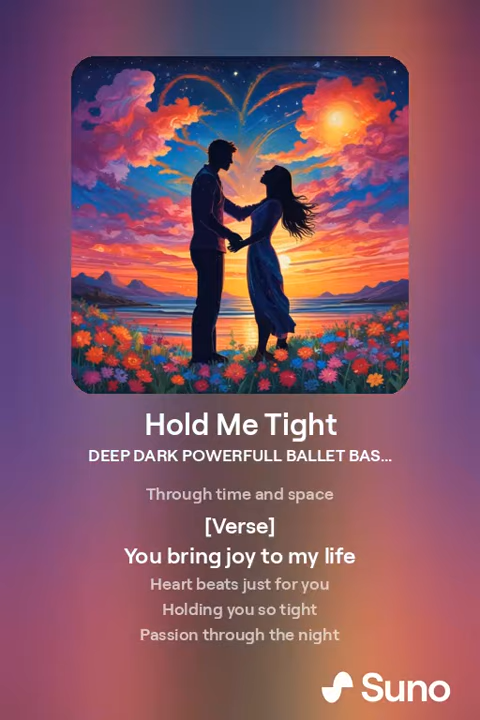 Hold Me Tight
DEEP DARK POWERFULL BALLET BAS...
Through time and space
[Verse]
You bring joy to my life
Heart beats just for you
Holding you so tight
Passion through the night
Suno